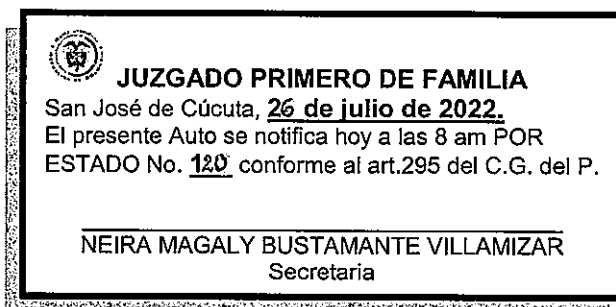 JUZGADO PRIMERO DE FAMILIA
San José de Cúcuta, 26 de julio de 2022.
El presente Auto se notifica hoy a las 8 am POR
ESTADO No. 120 conforme al art.295 del C.G. del P.
NEIRA MAGALY BUSTAMANTE VILLAMIZAR
Secretaria